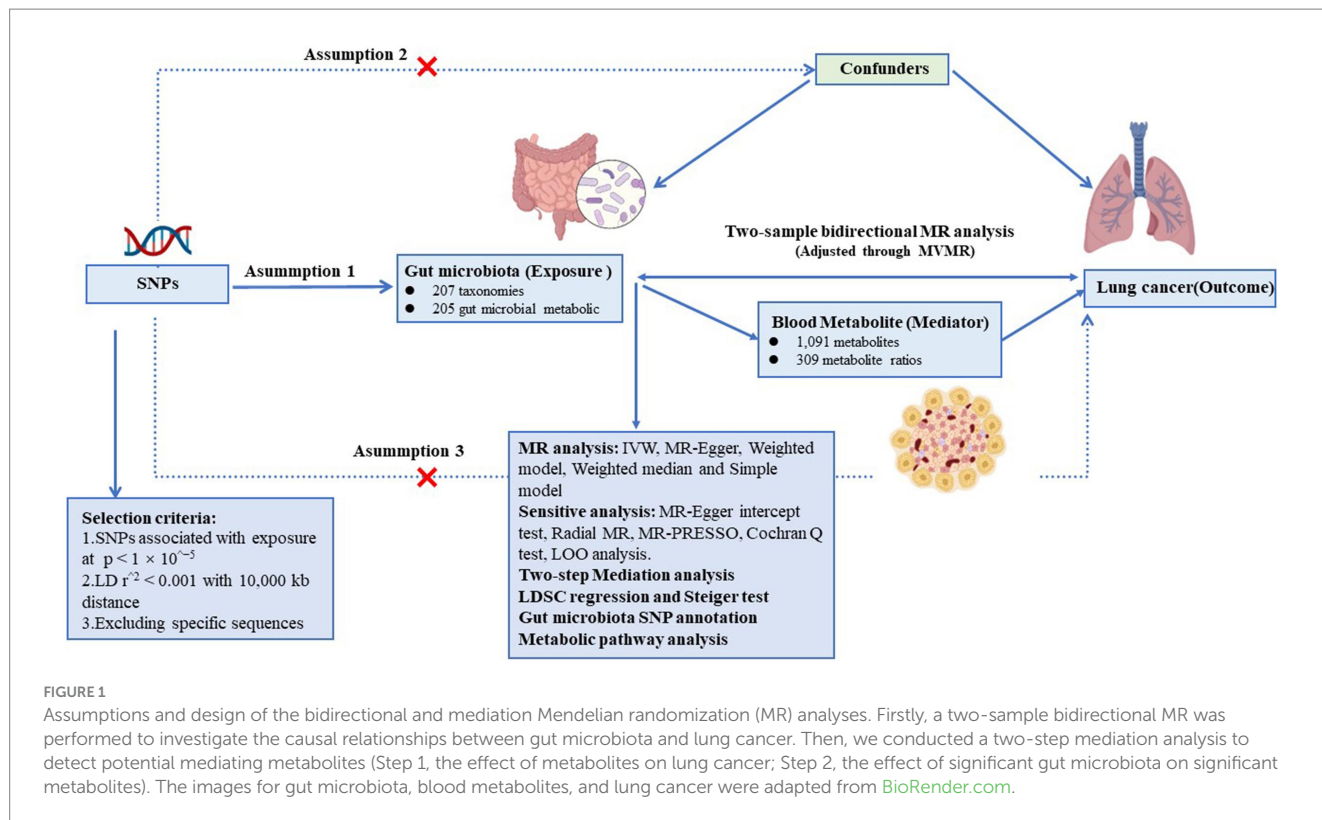 Assumption 2
Confunders
Two-sample bidirectional MR analysis
(Adjusted through MVMR)
SNPs
Asummption 1
Gut microbiota (Exposure )
● 207 taxonomies
● 205 gut microbial metabolic
Lung cancer(Outcome)
Blood Metabolite (Mediator)
● 1,091 metabolites
● 309 metabolite ratios
Asummption 3
Selection criteria:
1.SNPs associated with exposure
at p < 1 × 10^−5
2.LD r^2 < 0.001 with 10,000 kb
distance
3.Excluding specific sequences
MR analysis: IVW, MR-Egger, Weighted
model, Weighted median and Simple
model
Sensitive analysis: MR-Egger intercept
test, Radial MR, MR-PRESSO, Cochran Q
test, LOO analysis.
Two-step Mediation analysis
LDSC regression and Steiger test
Gut microbiota SNP annotation
Metabolic pathway analysis
FIGURE 1
Assumptions and design of the bidirectional and mediation Mendelian randomization (MR) analyses. Firstly, a two-sample bidirectional MR was
performed to investigate the causal relationships between gut microbiota and lung cancer. Then, we conducted a two-step mediation analysis to
detect potential mediating metabolites (Step 1, the effect of metabolites on lung cancer; Step 2, the effect of significant gut microbiota on significant
metabolites). The images for gut microbiota, blood metabolites, and lung cancer were adapted from BioRender.com.